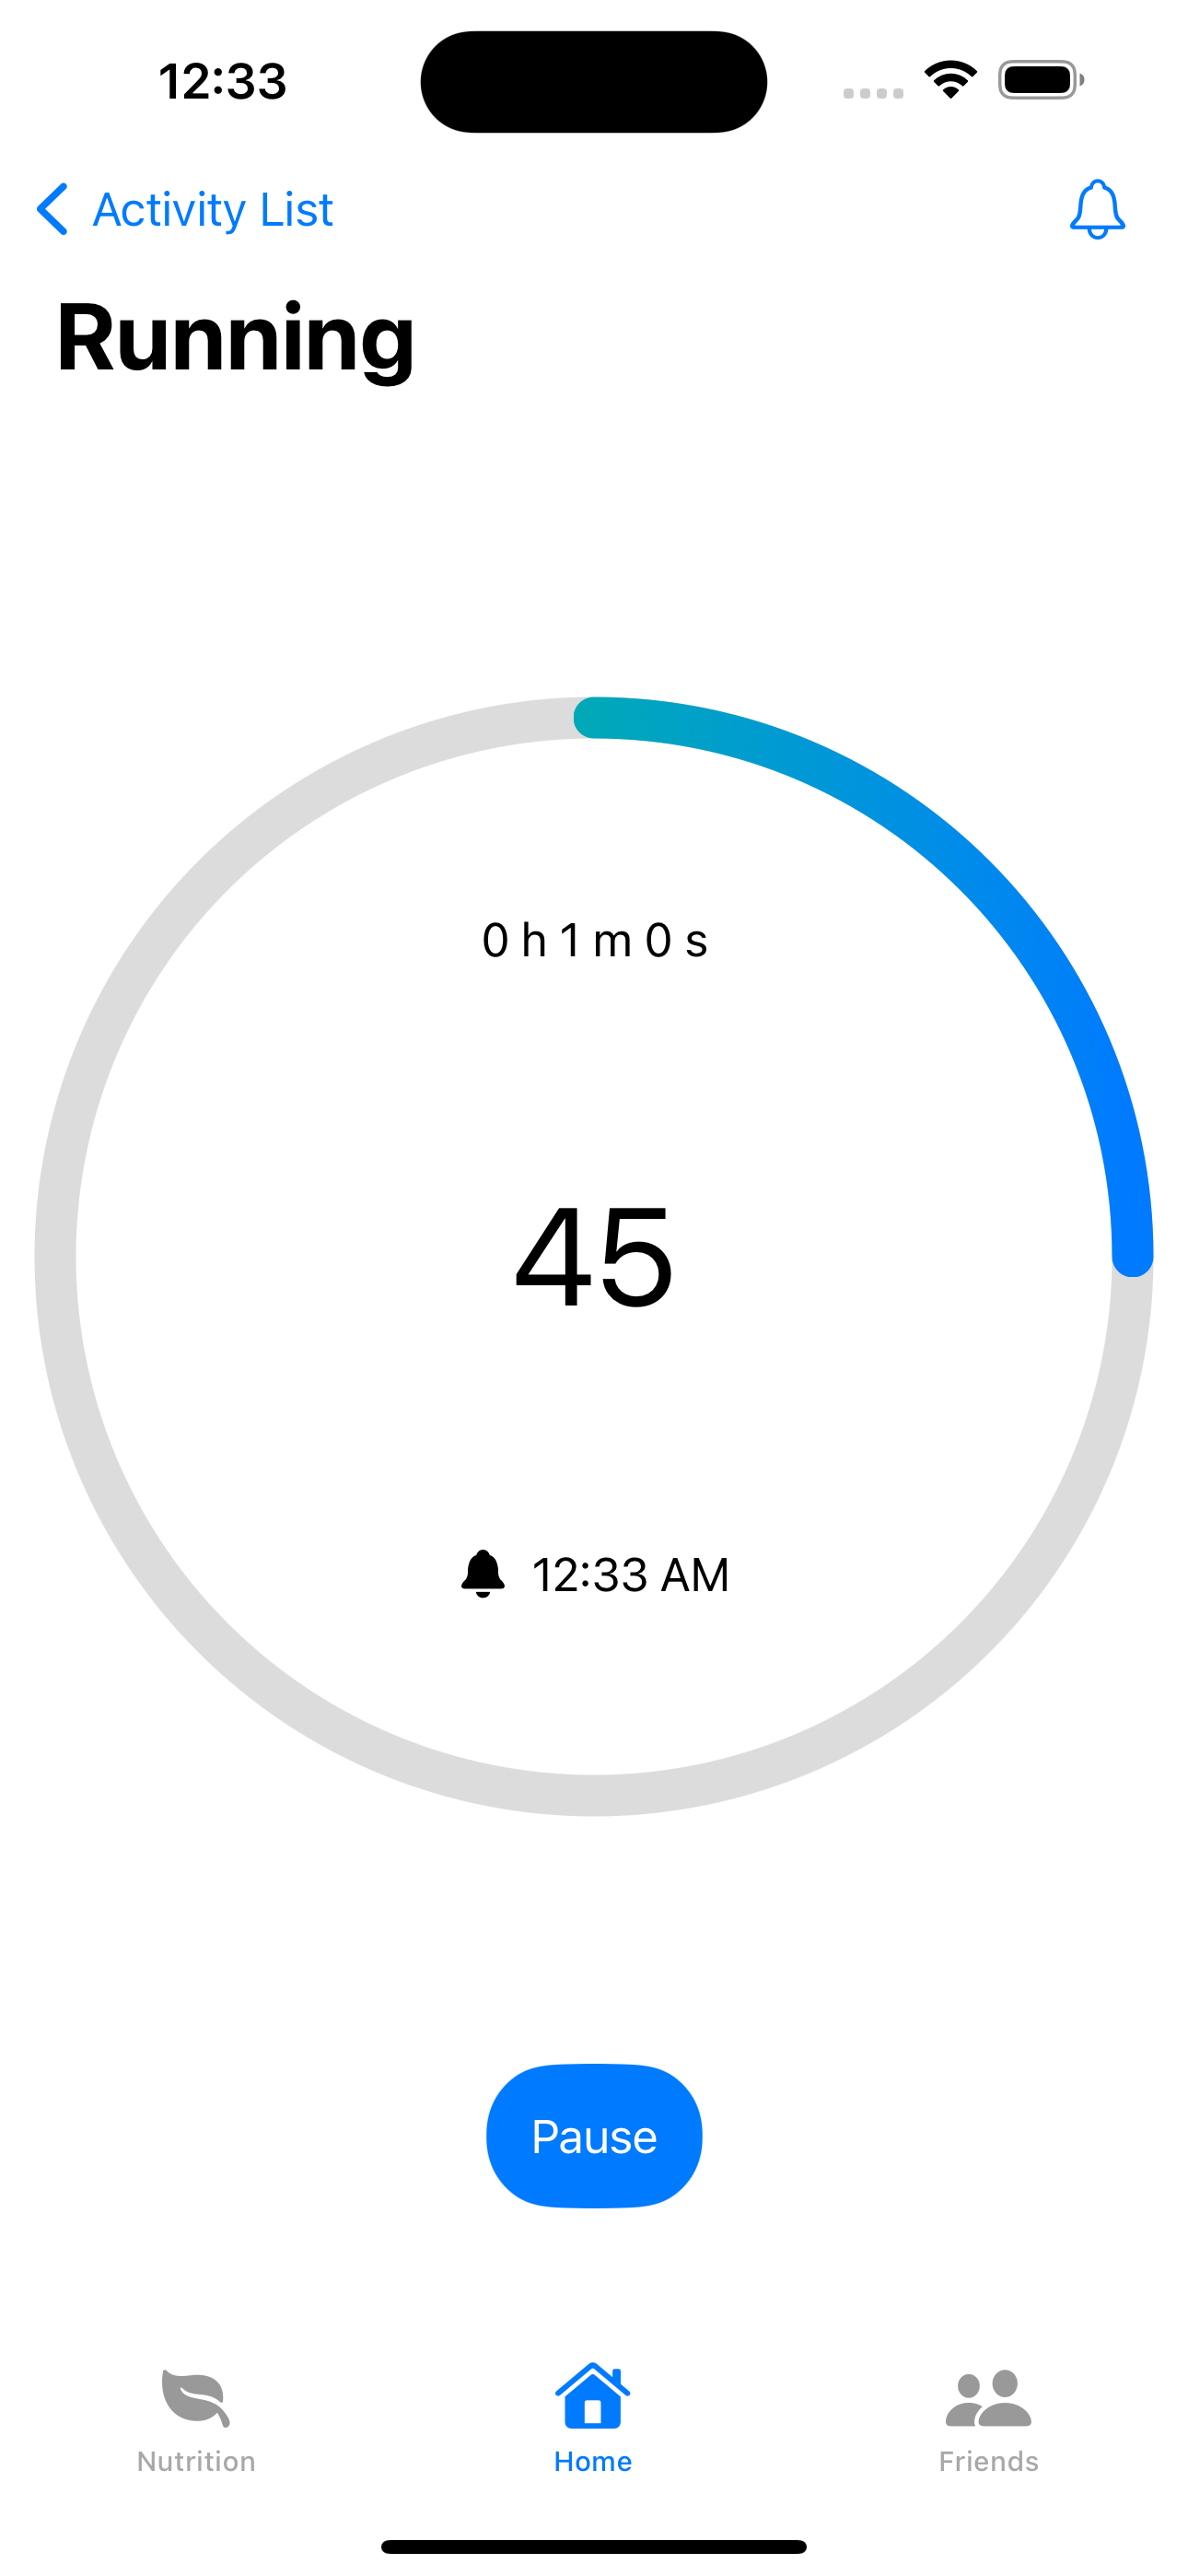 12:33
Activity List
Running
0 h 1 m 0 s
45
12:33 AM
Pause
Nutrition
Home
Friends